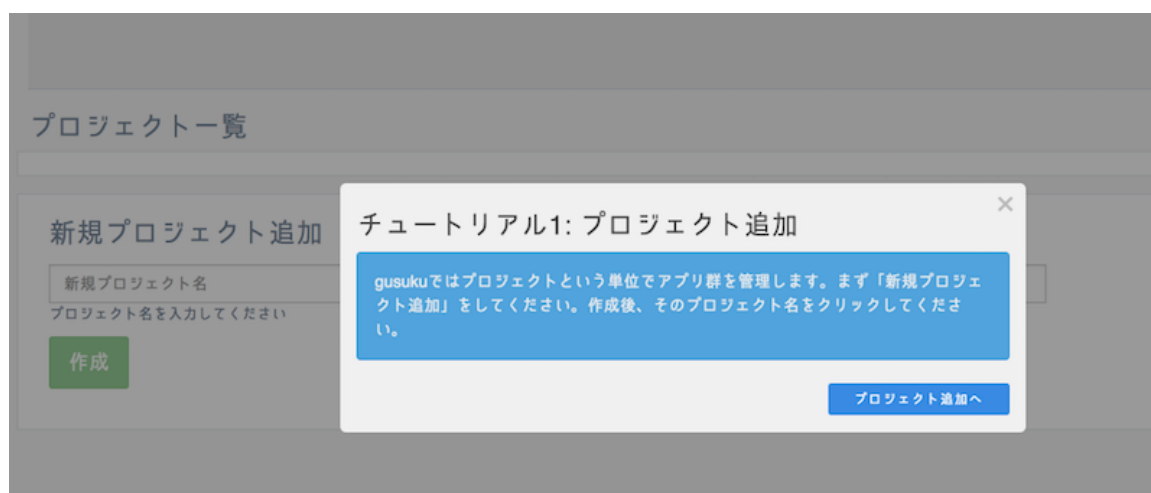 プロジェクト一覧
新規プロジェクト追加
新規プロジェクト名
プロジェクト名を入力してください
作成
×
チュートリアル1: プロジェクト追加
gusukuではプロジェクトという単位でアプリ群を管理します。まず「新規プロジェ
クト追加」をしてください。作成後、そのプロジェクト名をクリックしてくださ
い。
プロジェクト追加へ